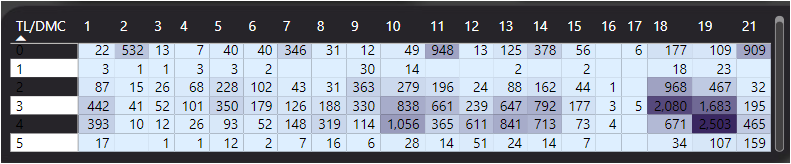 TL/DMC 1 2 3 4 5 6 7 8 9 10 11 12 13 14 15 16 17 18 19 21
0 22 532 13 7 40 40 346 31 12 49 948 13 125 378 56 6 177 109 909
1 3 1 1 3 3 2 30 14 2 2 18 23
2 87 15 26 68 228 102 43 31 363 279 196 24 88 162 44 1 968 467 32
3 442 41 52 101 350 179 126 188 330 838 661 239 647 792 177 3 5 2,080 1,683 195
4 393 10 12 26 93 52 148 319 114 1,056 365 611 841 713 73 4 671 2,503 465
5 17 1 1 12 2 7 16 6 28 14 51 24 14 7 34 107 159